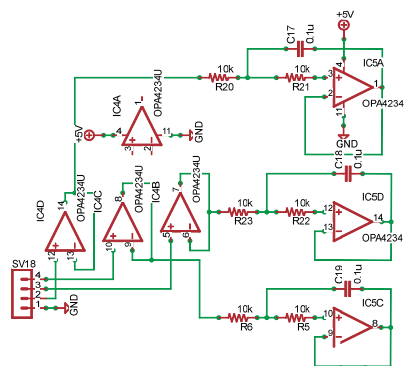 +5V
C17
0.1u
IC5A
10k
R20
10k
R21
3
2
4
11
1
OPA4234U
GND
+5V
4
IC4A
1
OPA4234U
11
3
2
GND
C18
0.1u
IC5D
10k
R23
10k
R22
12
13
14
OPA4234
IC4D
14
OPA4234U
12
13
IC4C
8
OPA4234U
10
9
IC4B
7
OPA4234U
5
6
SV18
4
3
2
1
GND
C19
0.1u
IC5C
10k
R6
10k
R5
10
9
8